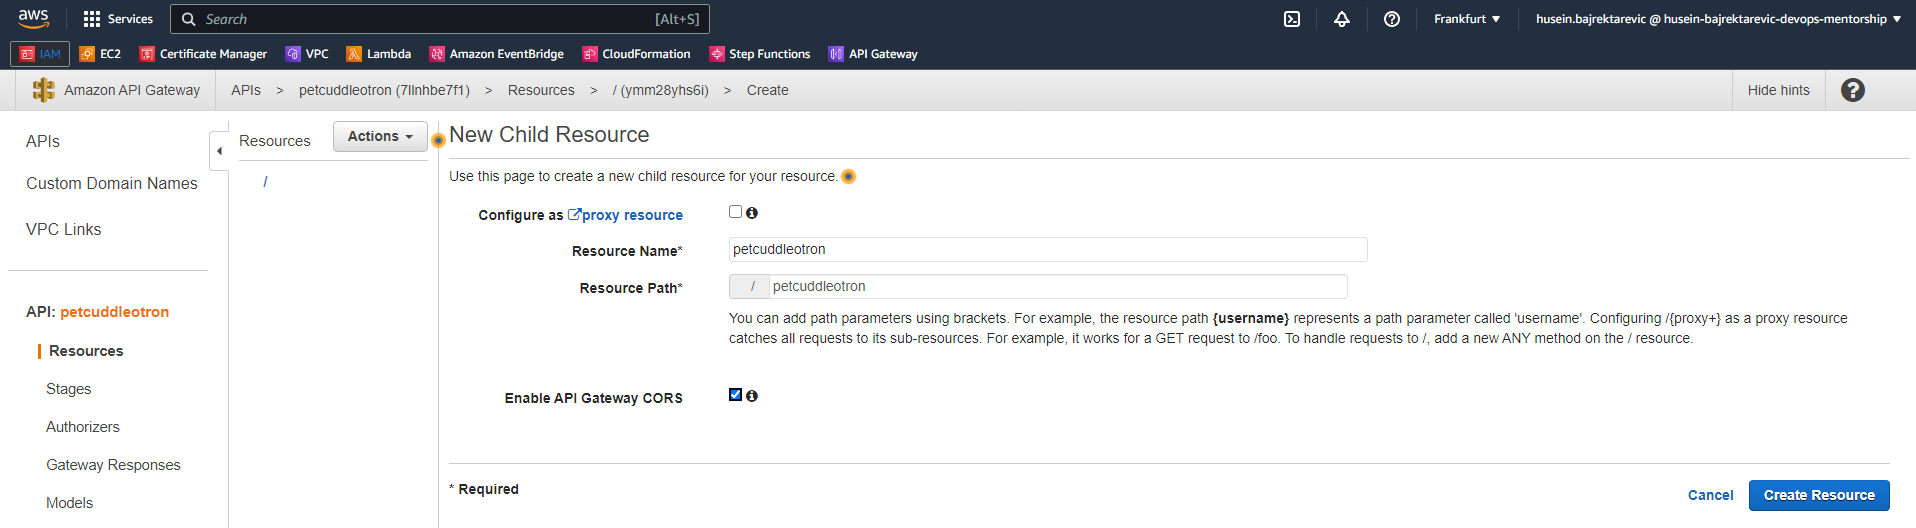 aws Services Search [Alt+S] Frankfurt husein.bajrektarevic @ husein-bajrektarevic-devops-mentorship
IAM EC2 Certificate Manager VPC Lambda Amazon EventBridge CloudFormation Step Functions API Gateway
Amazon API Gateway APIs > petcuddleotron (7llnhbe7f1) > Resources > / (ymm28yhs6i) > Create Hide hints ?
APIs
Custom Domain Names
VPC Links
API: petcuddleotron
Resources
Stages
Authorizers
Gateway Responses
Models
Resources Actions
/
New Child Resource
Use this page to create a new child resource for your resource.
Configure as proxy resource
Resource Name* petcuddleotron
Resource Path* / petcuddleotron
You can add path parameters using brackets. For example, the resource path {username} represents a path parameter called 'username'. Configuring /{proxy+} as a proxy resource
catches all requests to its sub-resources. For example, it works for a GET request to /foo. To handle requests to /, add a new ANY method on the / resource.
Enable API Gateway CORS
* Required
Cancel Create Resource